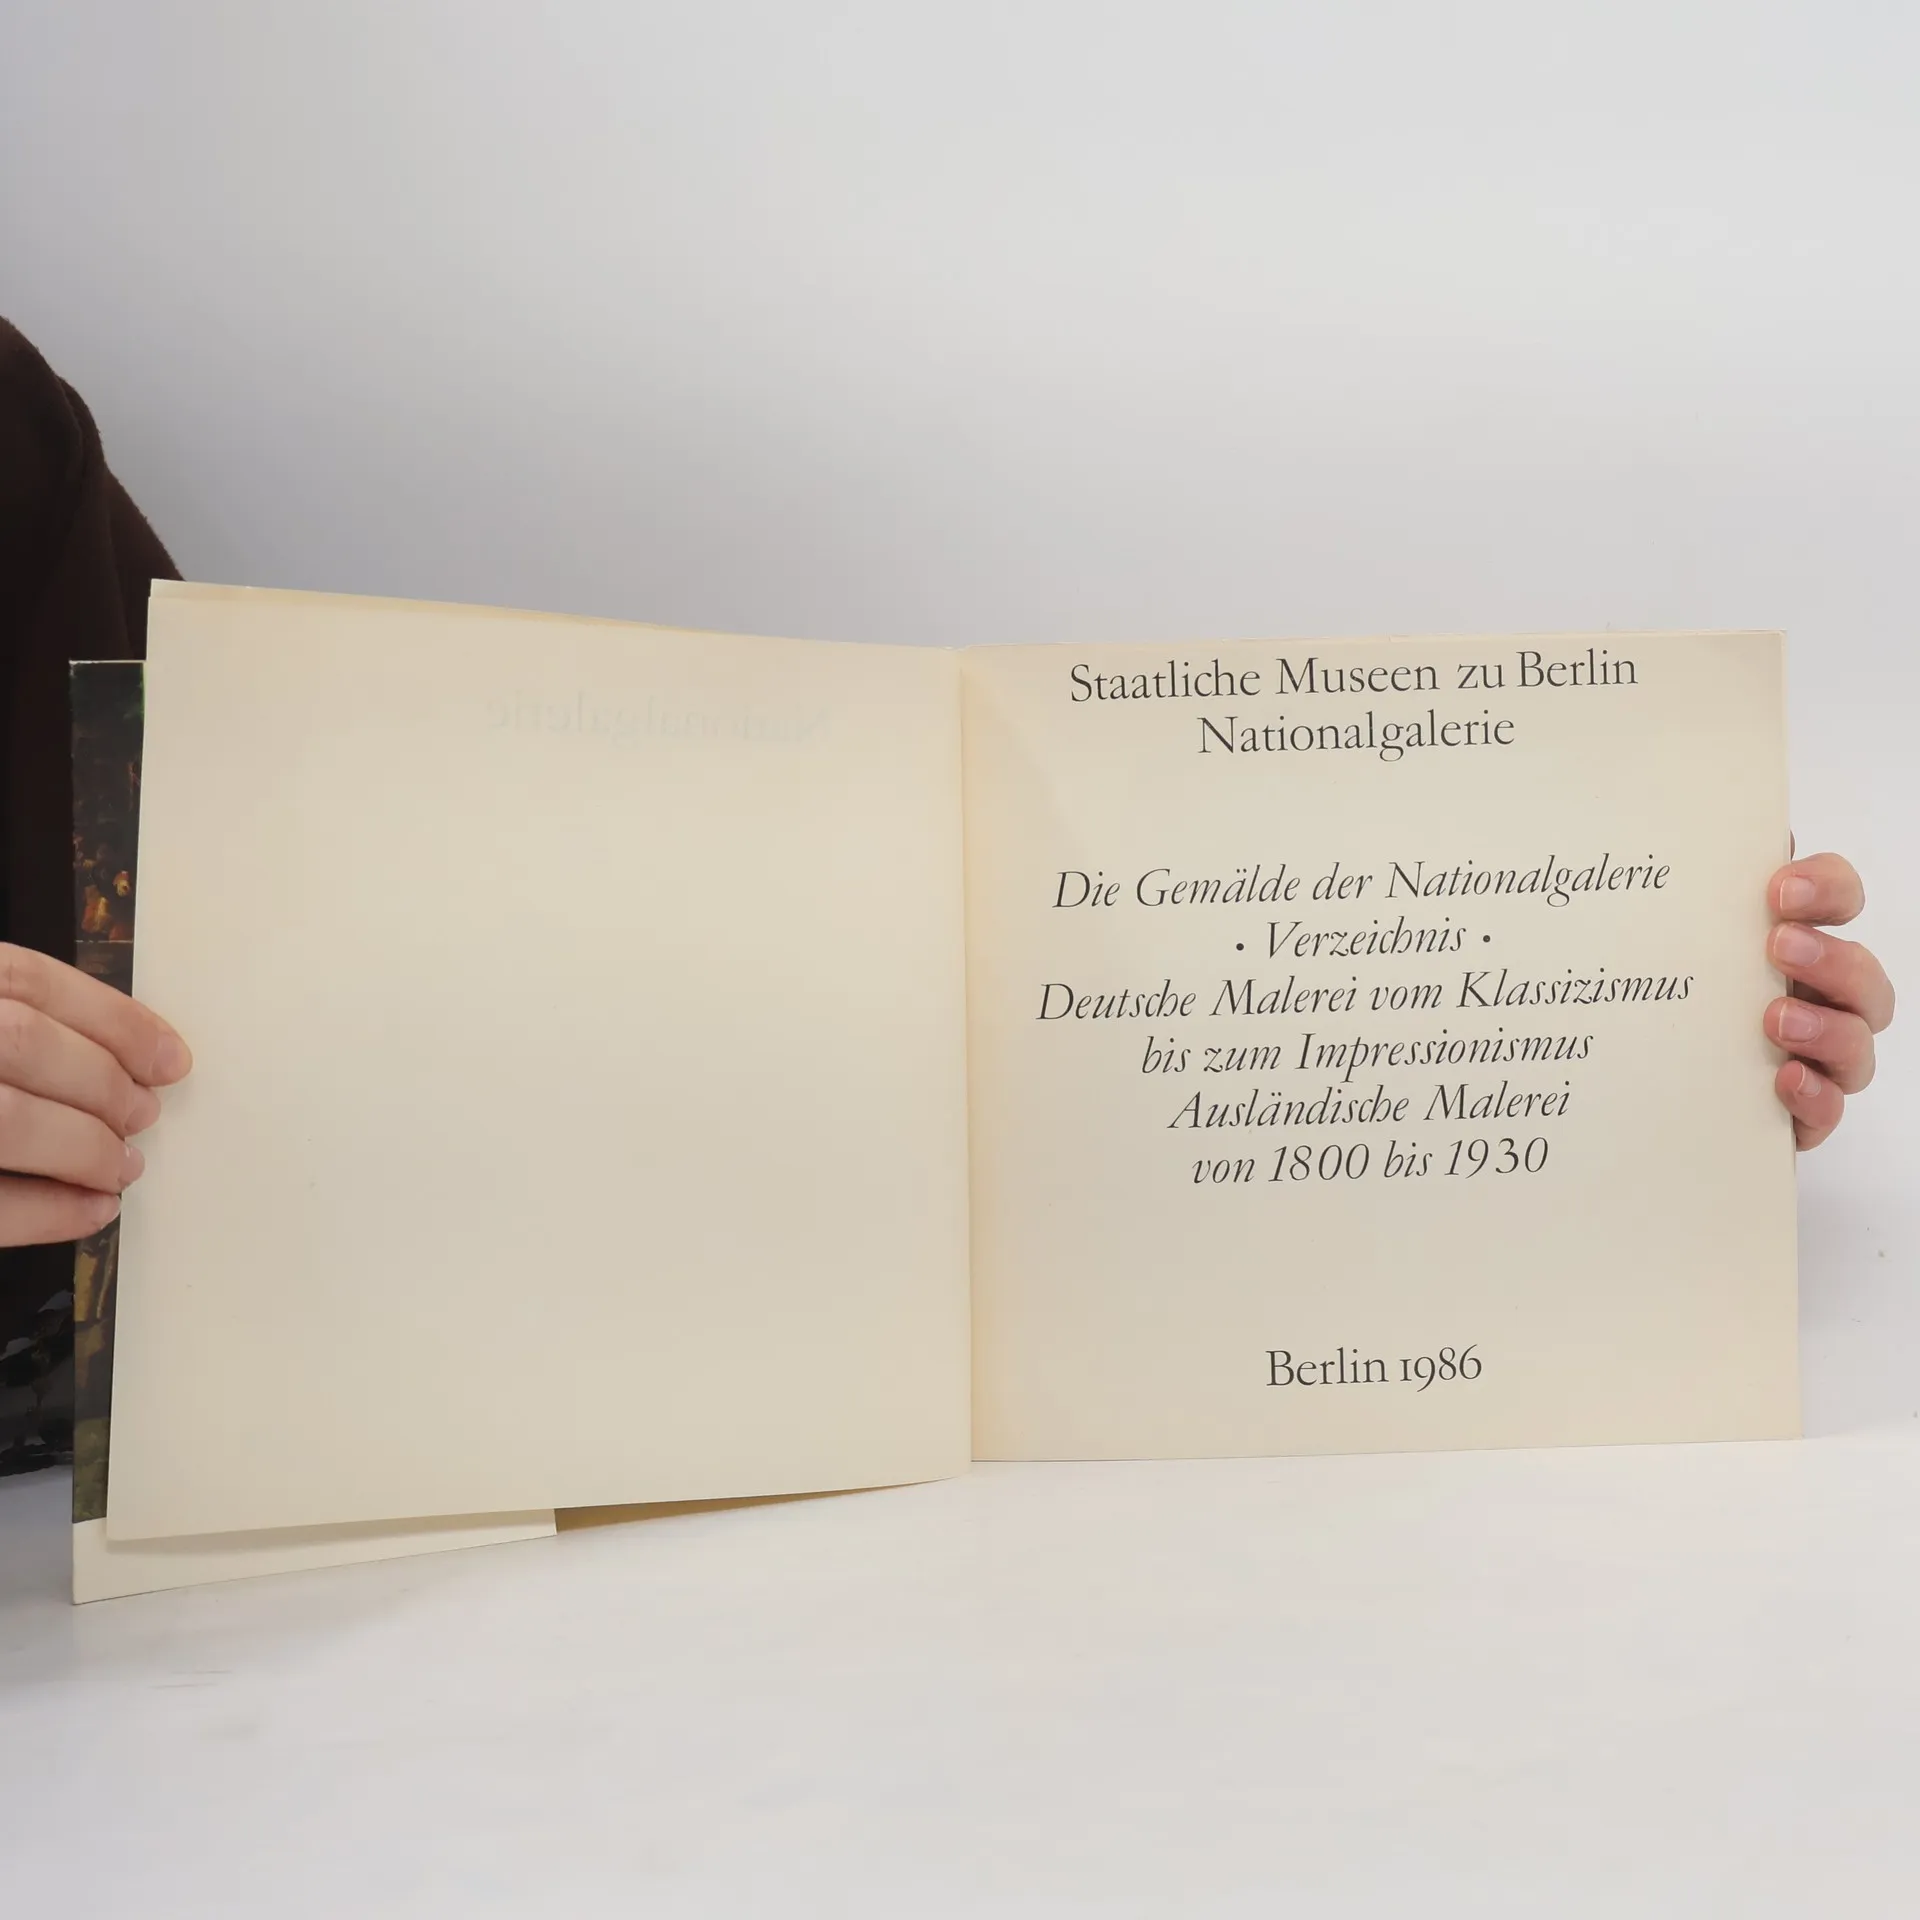 Nationalgalerie
Staatliche Museen zu Berlin
Nationalgalerie
Die Gemälde der Nationalgalerie
• Verzeichnis •
Deutsche Malerei vom Klassizismus
bis zum Impressionismus
Ausländische Malerei
von 1800 bis 1930
Berlin 1986